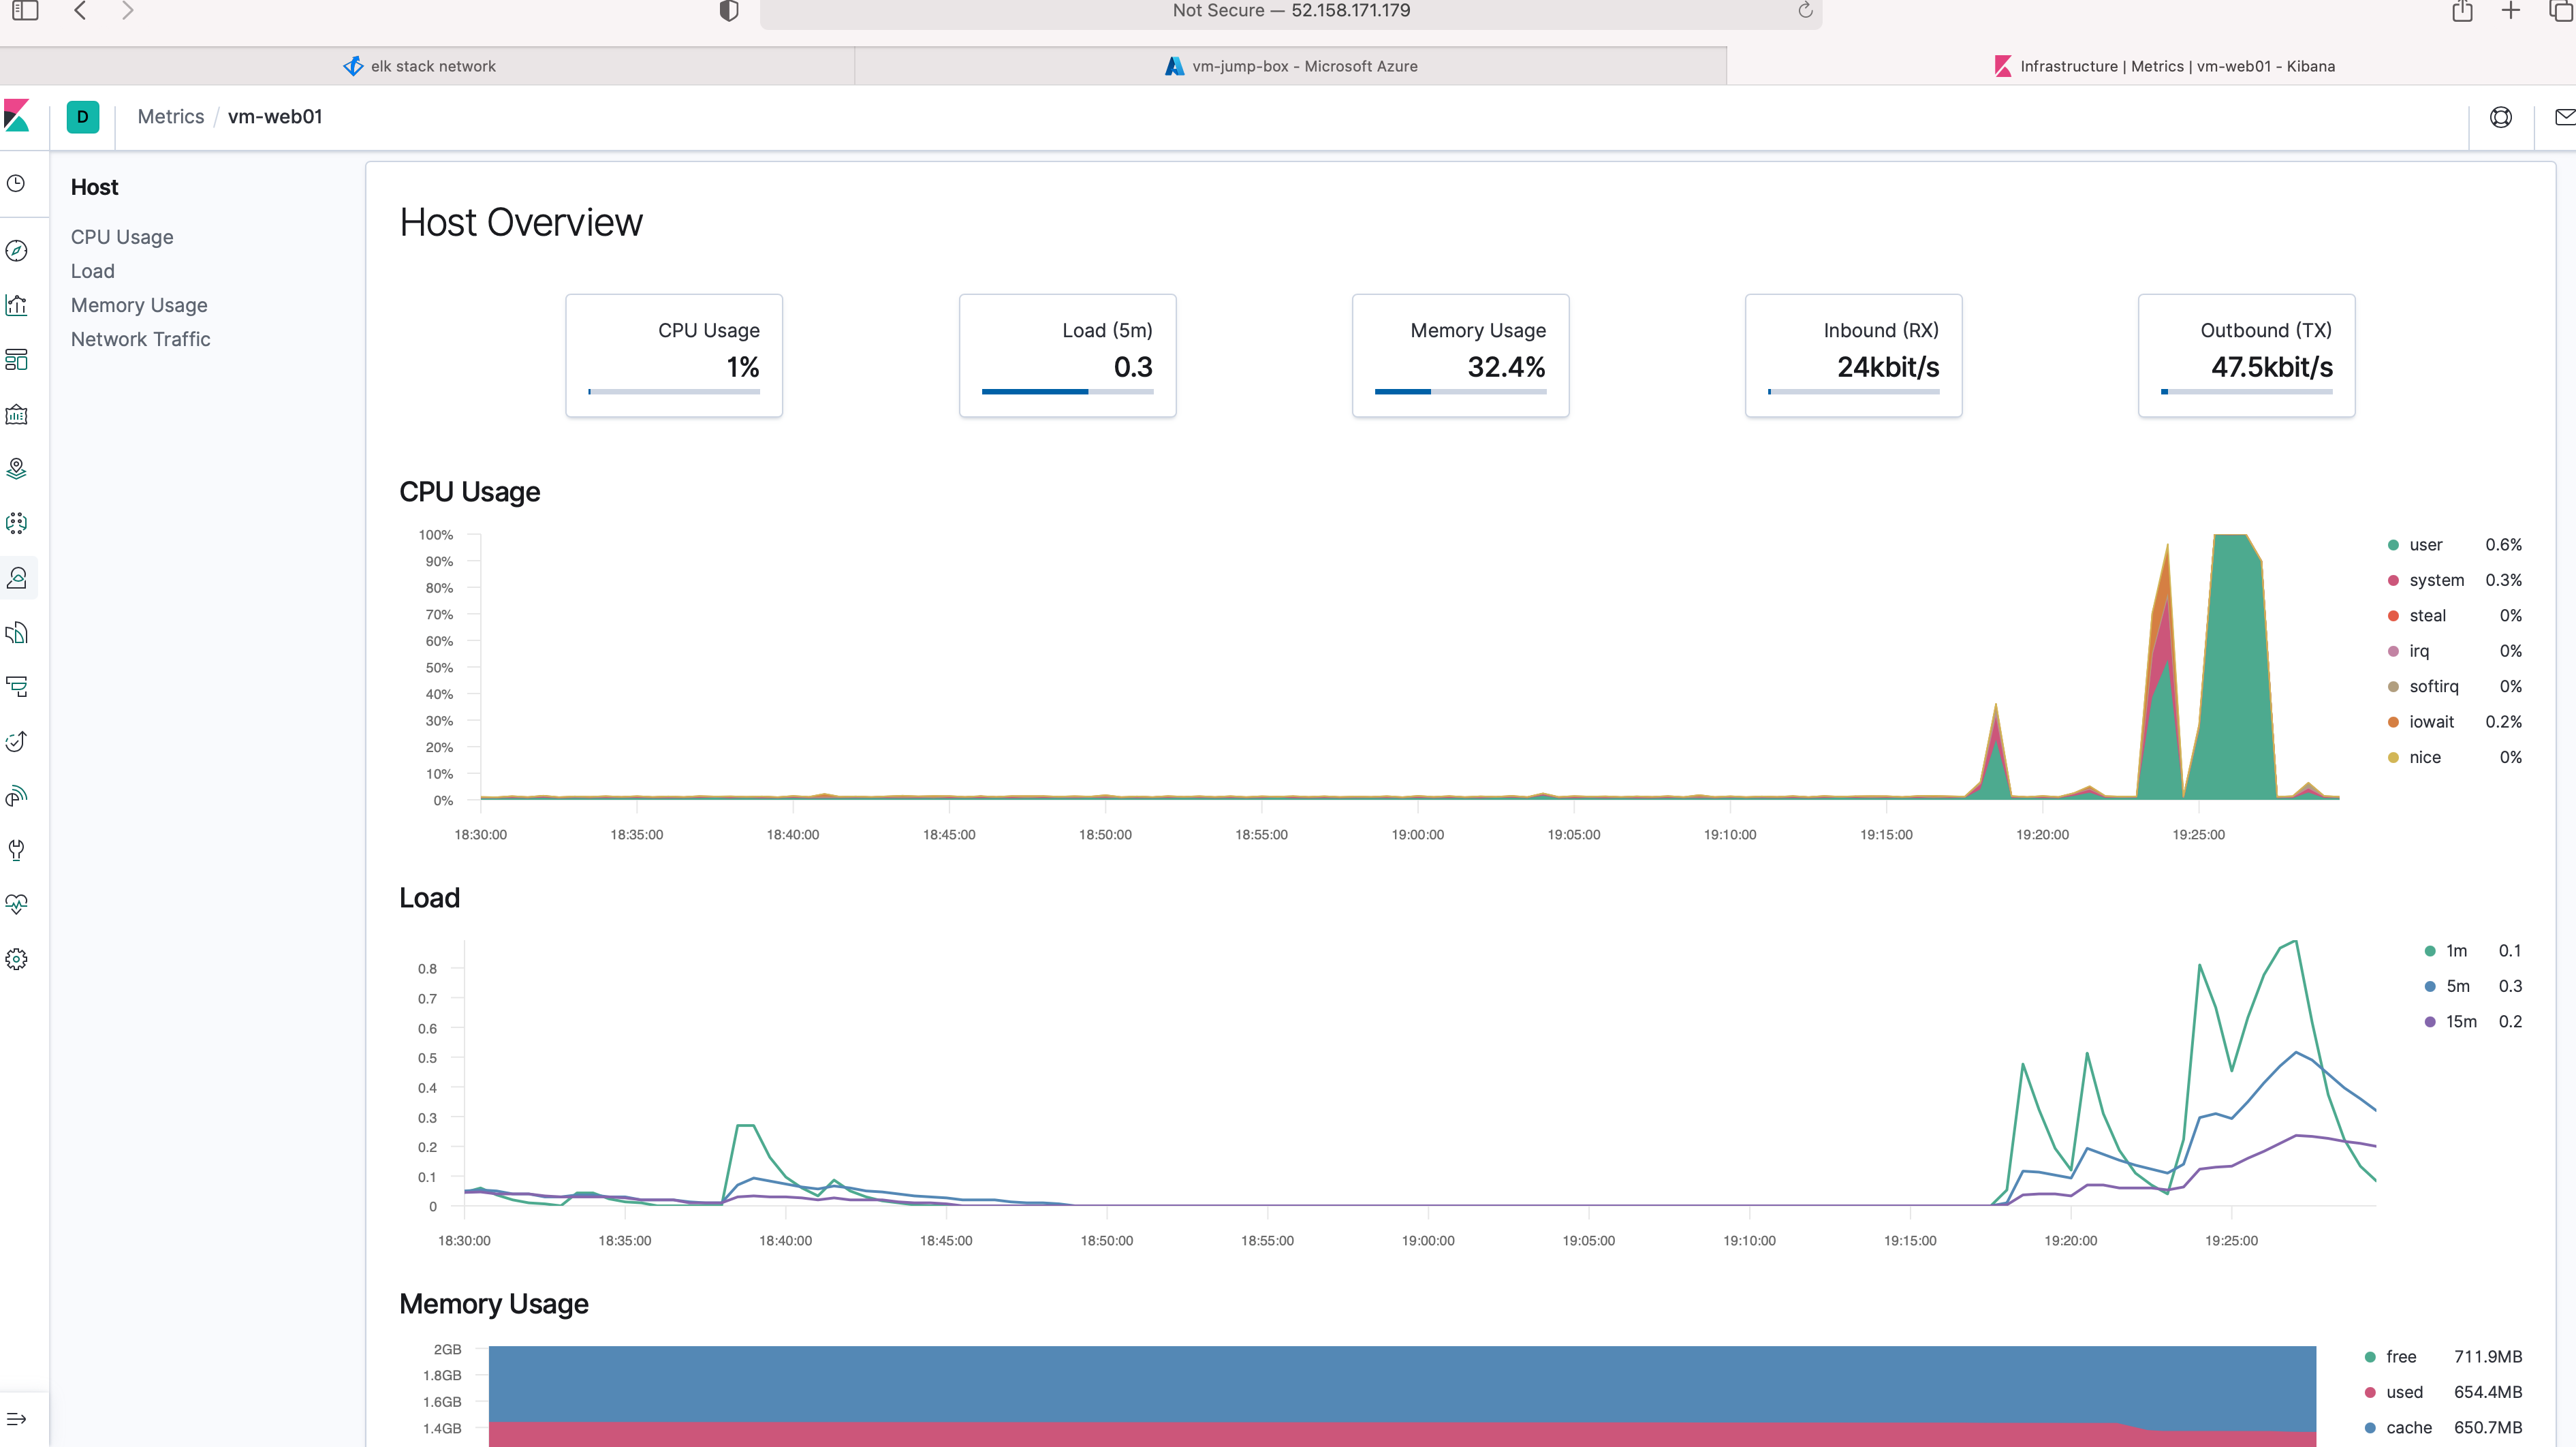 Not Secure — 52.158.171.179
elk stack network
vm-jump-box - Microsoft Azure
Infrastructure | Metrics | vm-web01 - Kibana
D
Metrics / vm-web01
Host
CPU Usage
Load
Memory Usage
Network Traffic
Host Overview
CPU Usage
1%
Load (5m)
0.3
Memory Usage
32.4%
Inbound (RX)
24kbit/s
Outbound (TX)
47.5kbit/s
CPU Usage
100%
90%
80%
70%
60%
50%
40%
30%
20%
10%
0%
18:30:00 18:35:00 18:40:00 18:45:00 18:50:00 18:55:00 19:00:00 19:05:00 19:10:00 19:15:00 19:20:00 19:25:00
user 0.6%
system 0.3%
steal 0%
irq 0%
softirq 0%
iowait 0.2%
nice 0%
Load
0.8
0.7
0.6
0.5
0.4
0.3
0.2
0.1
0
18:30:00 18:35:00 18:40:00 18:45:00 18:50:00 18:55:00 19:00:00 19:05:00 19:10:00 19:15:00 19:20:00 19:25:00
1m 0.1
5m 0.3
15m 0.2
Memory Usage
2GB
1.8GB
1.6GB
1.4GB
free 711.9MB
used 654.4MB
cache 650.7MB